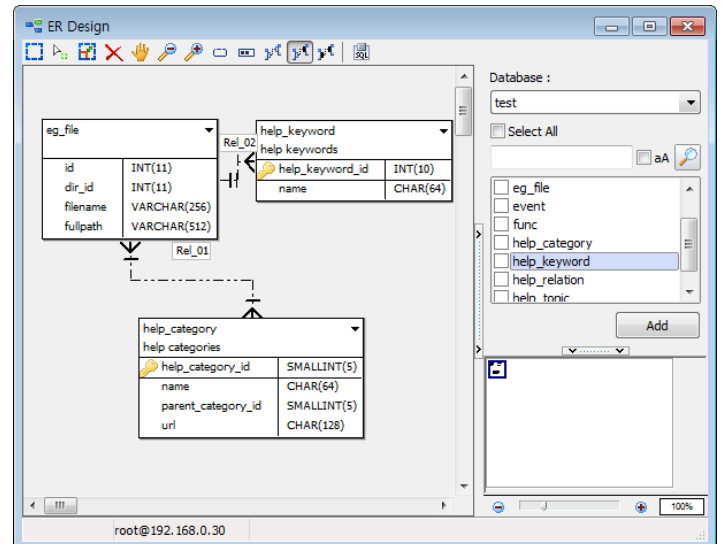 ER Design
SQL
Database :
test
Select All
aA
eg_file
event
func
help_category
help_keyword
help_relation
help_topic
Add
100%
eg_file
id INT(11)
dir_id INT(11)
filename VARCHAR(256)
fullpath VARCHAR(512)
Rel_02
help_keyword
help keywords
help_keyword_id INT(10)
name CHAR(64)
Rel_01
help_category
help categories
help_category_id SMALLINT(5)
name CHAR(64)
parent_category_id SMALLINT(5)
url CHAR(128)
root@192.168.0.30